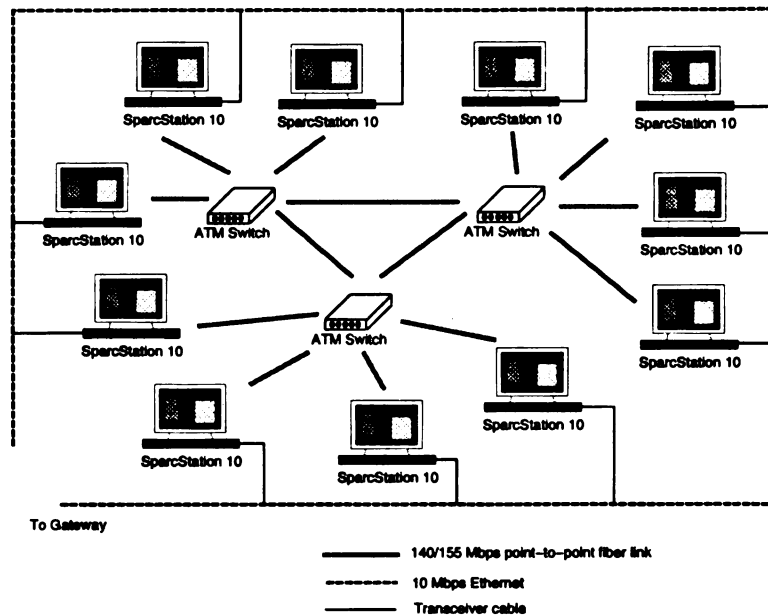 SparcStation 10
SparcStation 10
SparcStation 10
SparcStation 10
SparcStation 10
ATM Switch
ATM Switch
SparcStation 10
SparcStation 10
ATM Switch
SparcStation 10
SparcStation 10
SparcStation 10
SparcStation 10
SparcStation 10
To Gateway
140/155 Mbps point-to-point fiber link
10 Mbps Ethernet
Transceiver cable